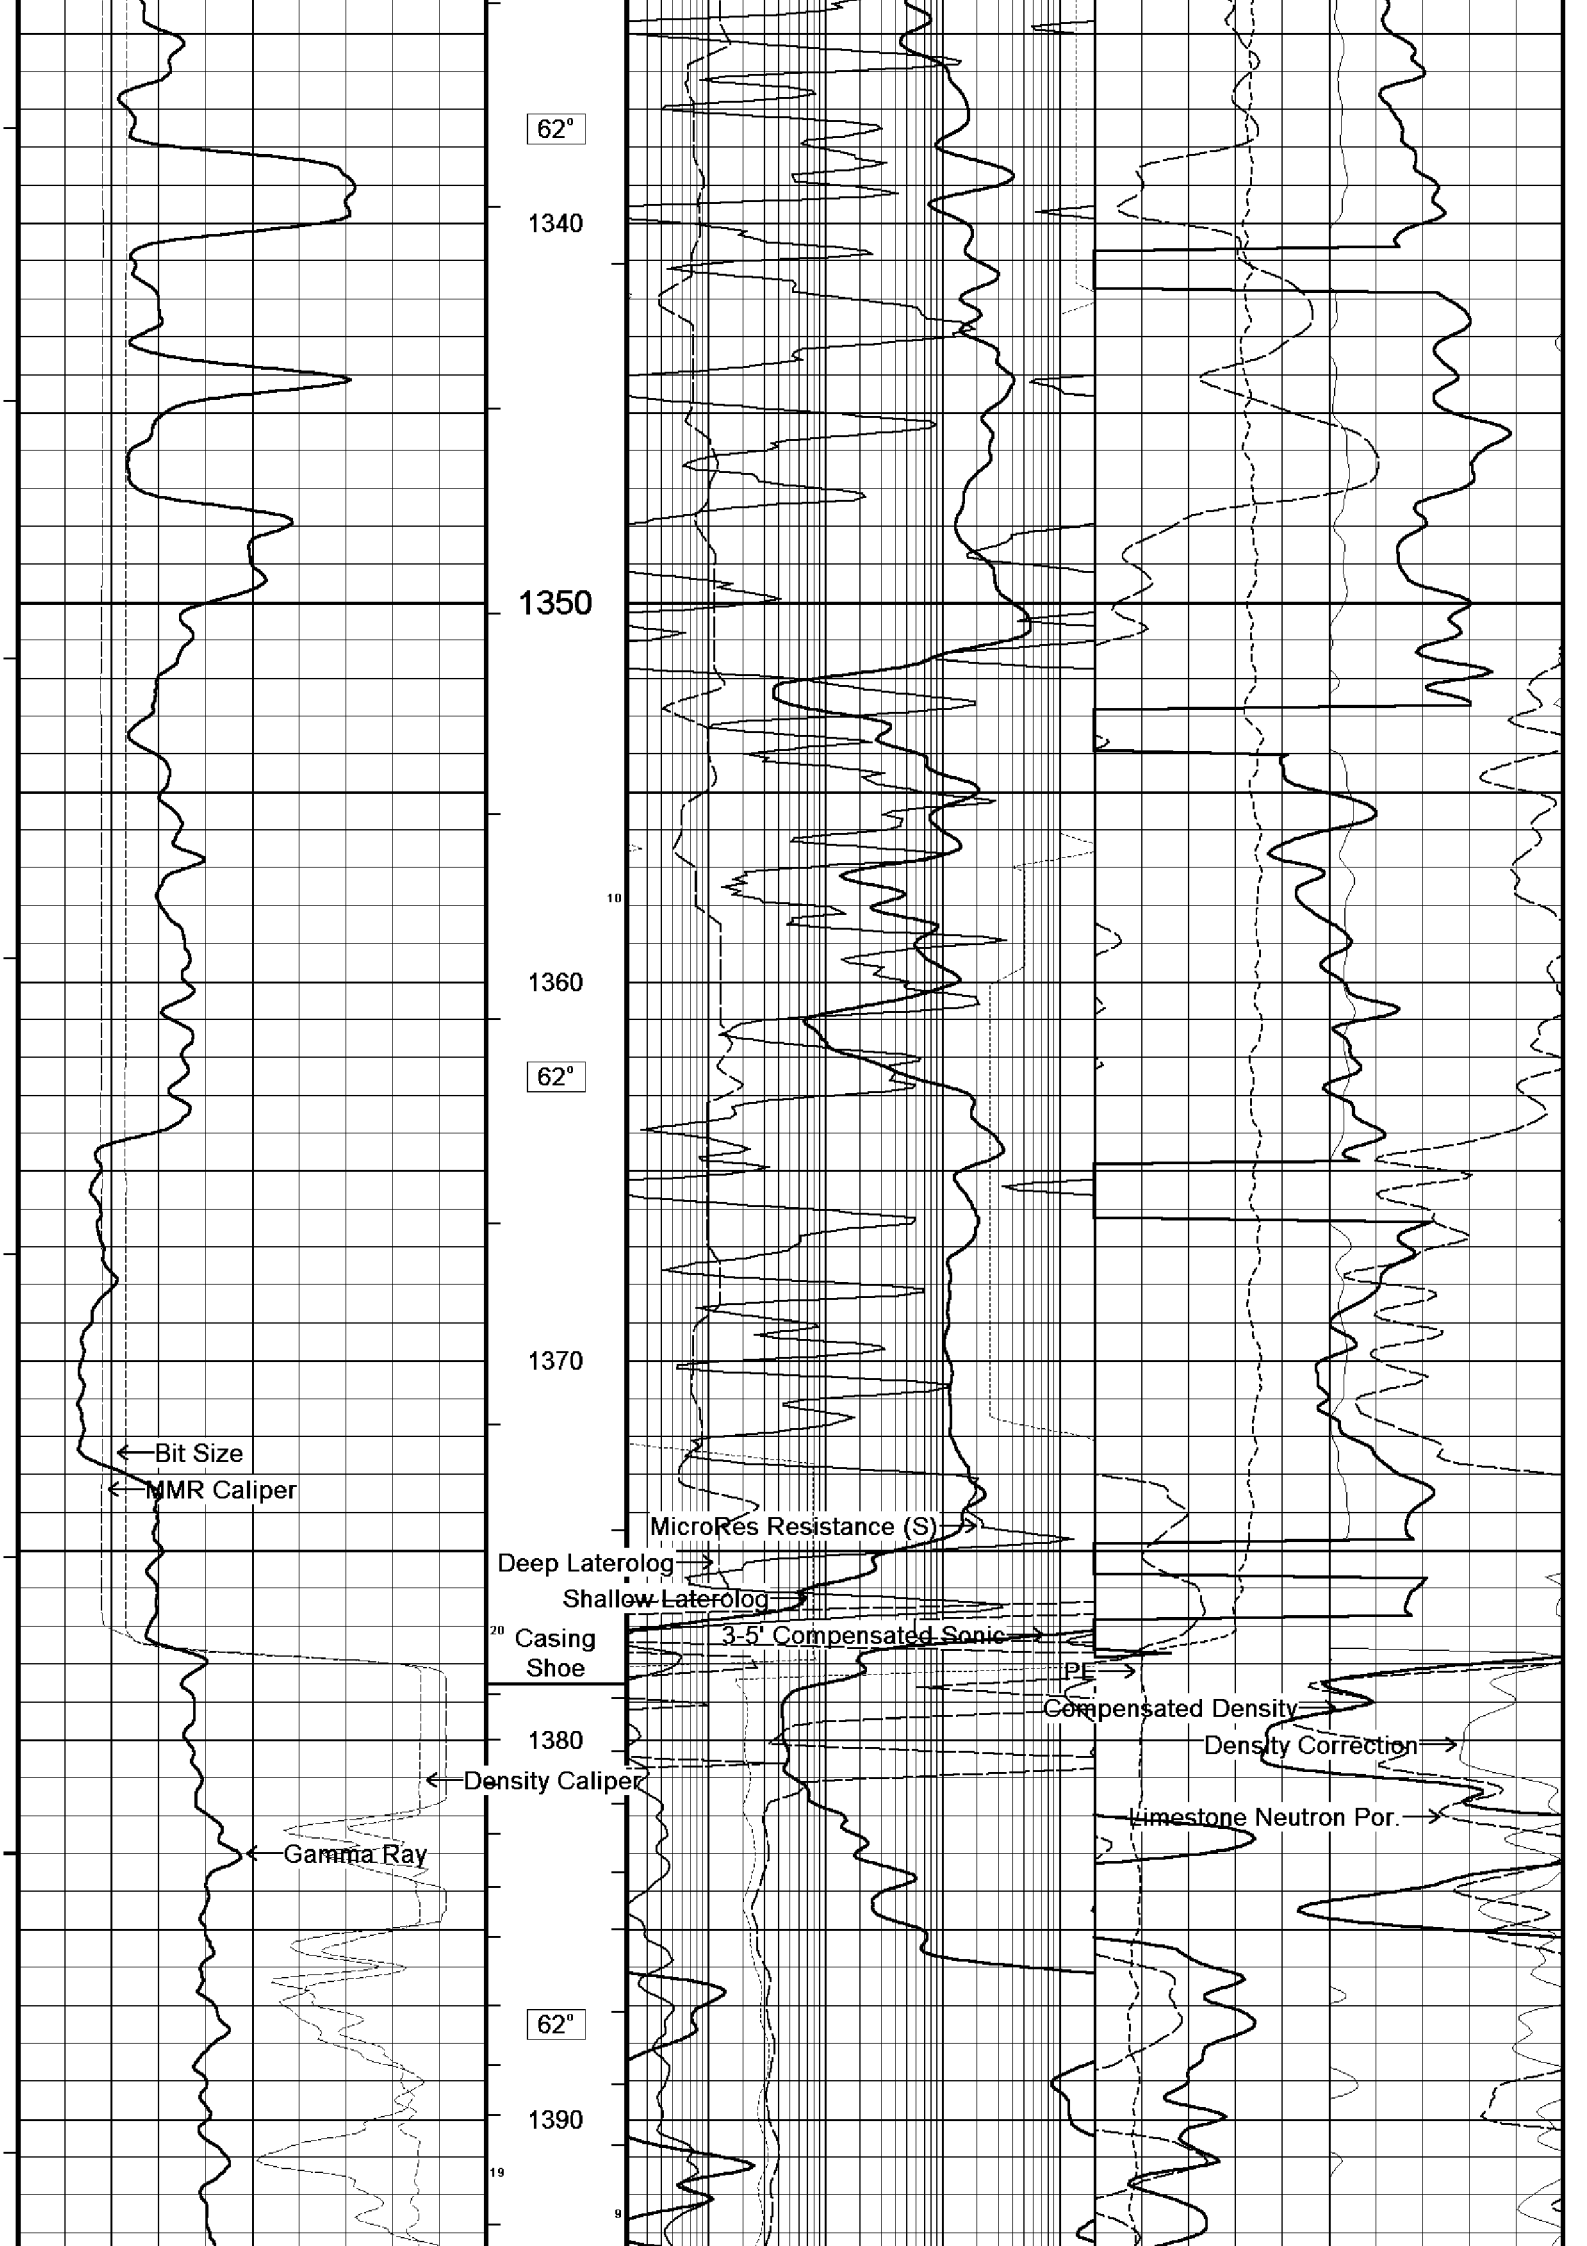 62°
1340
1350
10
1360
62°
1370
Bit Size
MMR Caliper
MicroRes Resistance (S)
Deep Laterolog
Shallow Laterolog
20
Casing
Shoe
3-5' Compensated Sonic
PE
Compensated Density
1380
Density Correction
Density Caliper
Limestone Neutron Por.
Gamma Ray
62°
1390
19
9